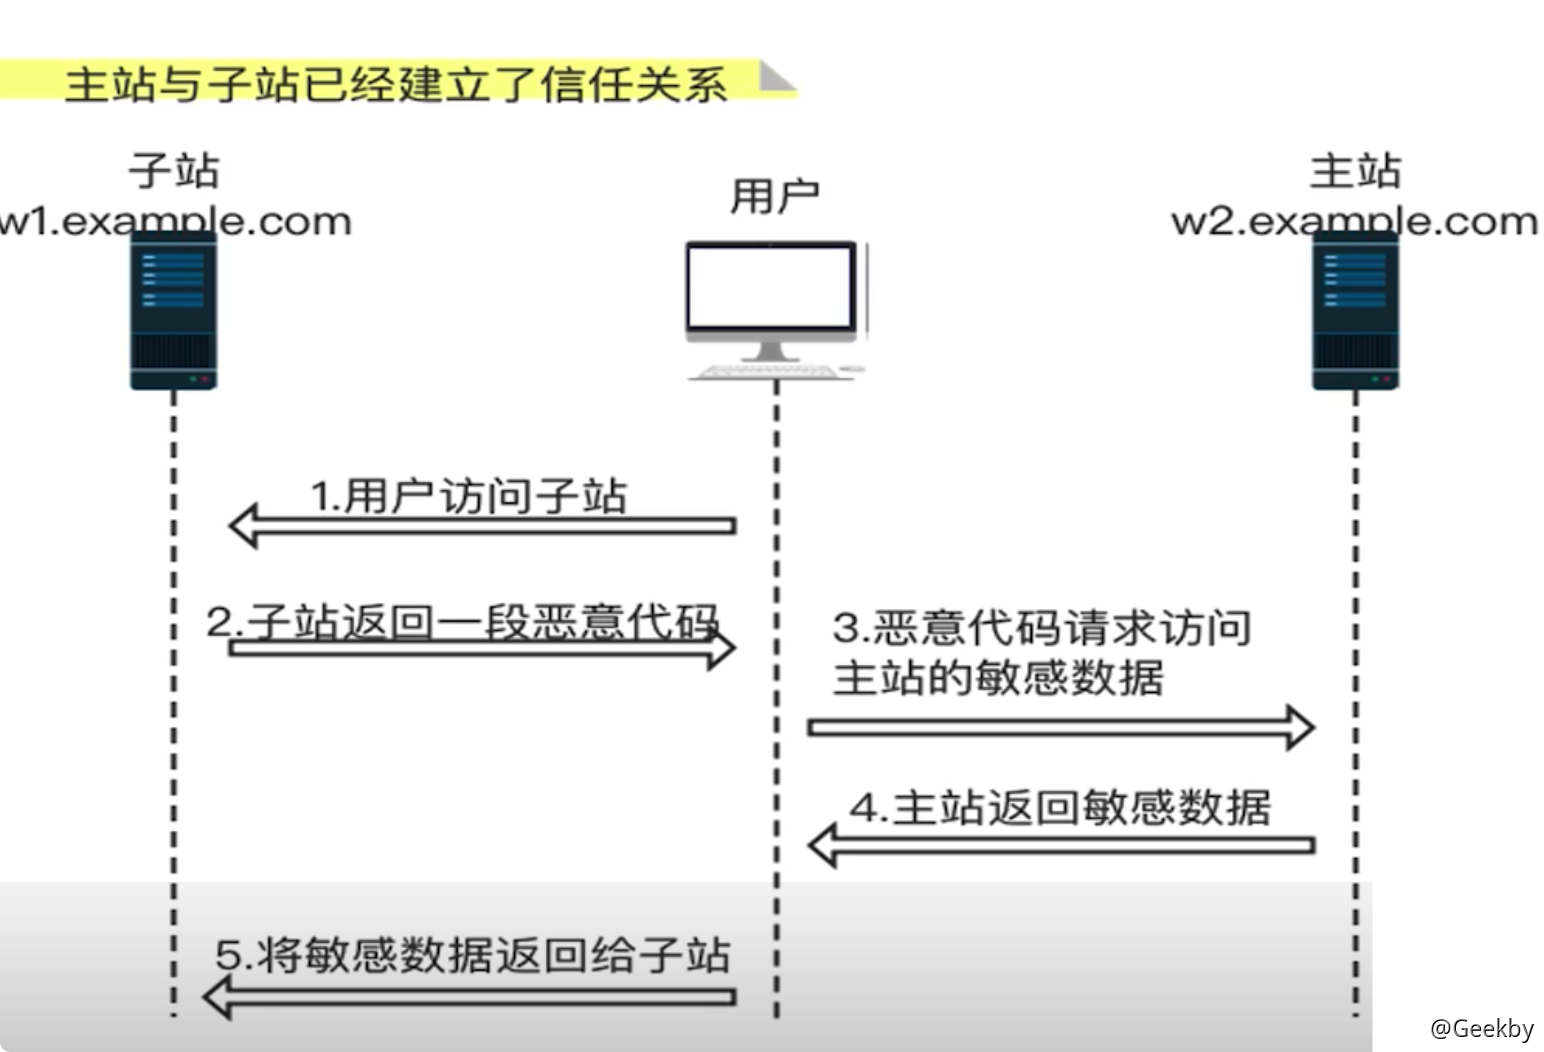 主站与子站已经建立了信任关系
子站
w1.example.com
用户
主站
w2.example.com
1.用户访问子站
2.子站返回一段恶意代码
3.恶意代码请求访问
主站的敏感数据
4.主站返回敏感数据
5.将敏感数据返回给子站
@Geekby